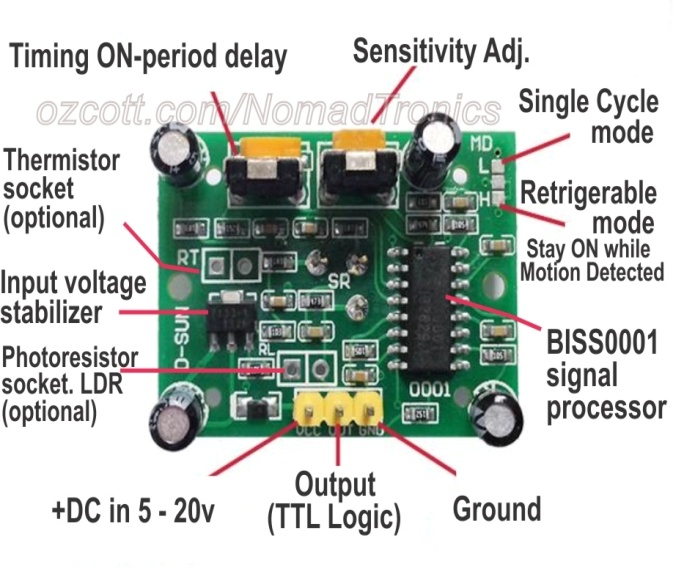 Timing ON-period delay
Sensitivity Adj.
ozcott.com/NomadTronics
Single Cycle
mode
Thermistor
socket
(optional)
MD
L
H
Retrigerable
mode
Stay ON while
Motion Detected
RT
SR
Input voltage
stabilizer
D-SUN
RL
BISS0001
signal
processor
Photoresistor
socket. LDR
(optional)
0001
VCC OUT GND
+DC in 5 - 20v
Output
(TTL Logic)
Ground